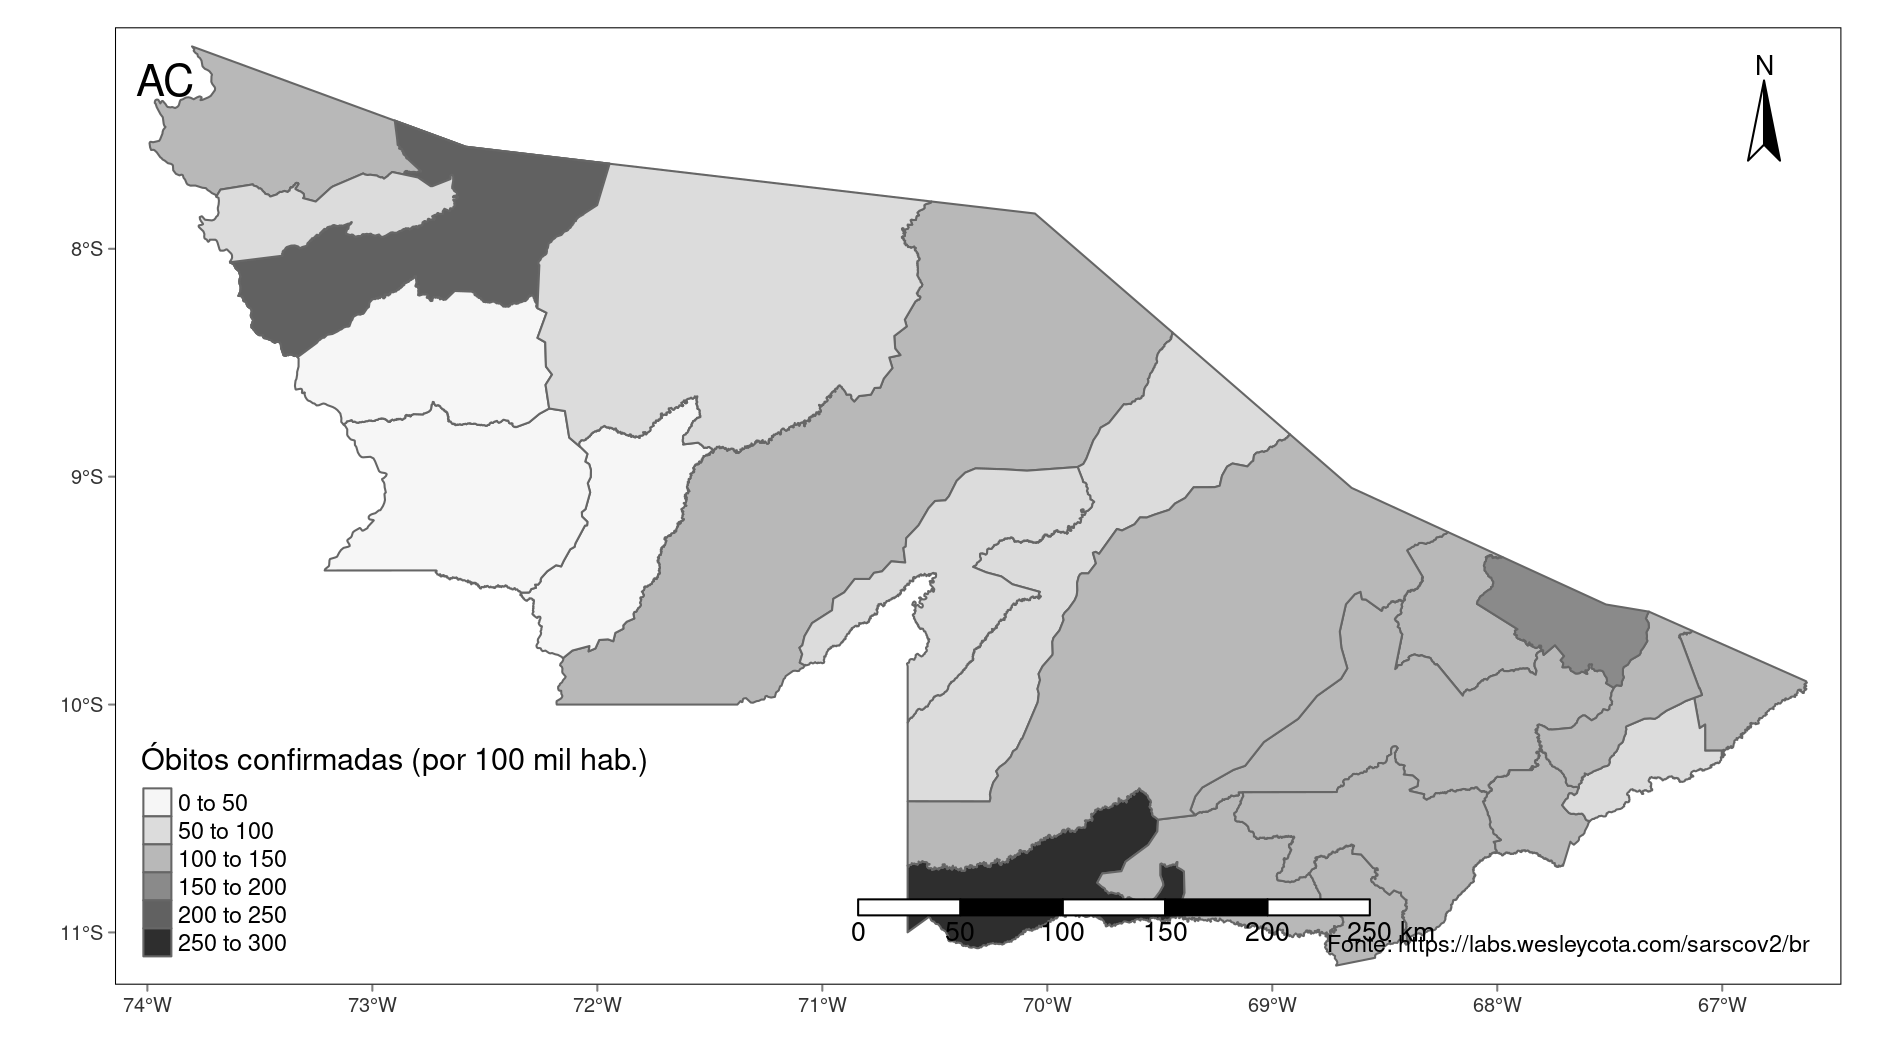 AC
N
8°S
9°S
10°S
11°S
Óbitos confirmadas (por 100 mil hab.)
0 to 50
50 to 100
100 to 150
150 to 200
200 to 250
250 to 300
0 50 100 150 200 250 km
Fonte: https://labs.wesleycota.com/sarscov2/br
74°W 73°W 72°W 71°W 70°W 69°W 68°W 67°W